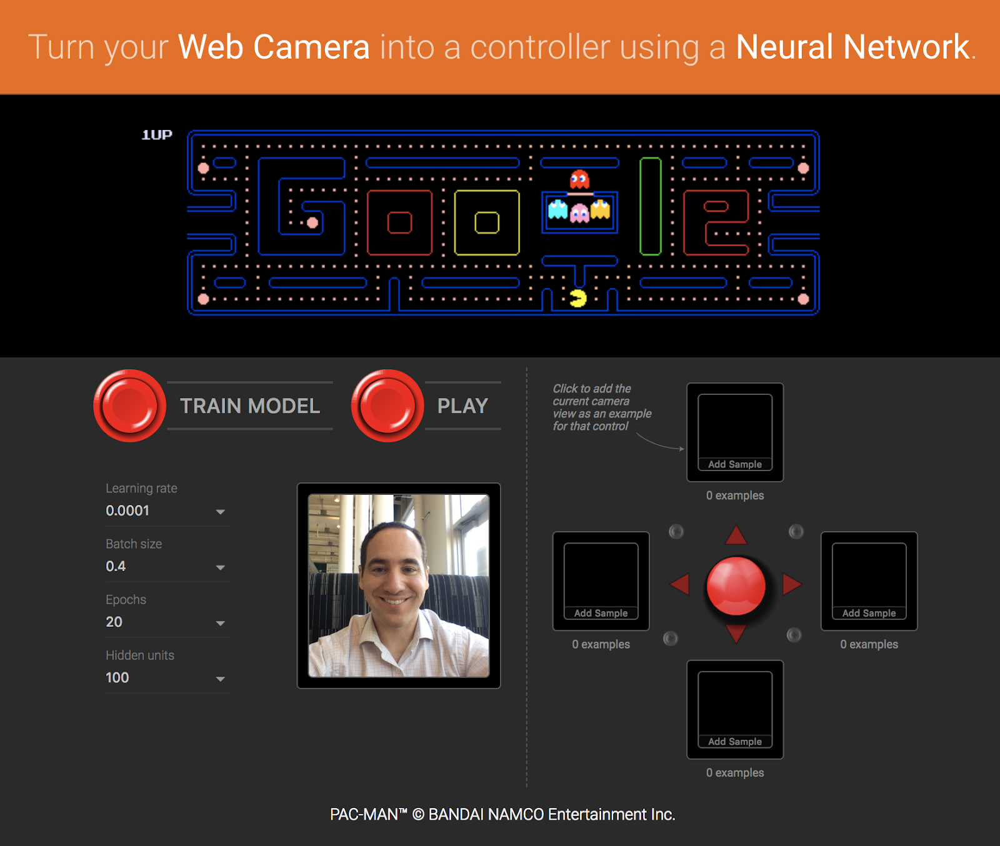 Turn your Web Camera into a controller using a Neural Network.
1UP
Google
TRAIN MODEL
PLAY
Learning rate
0.0001
Batch size
0.4
Epochs
20
Hidden units
100
Click to add the
current camera
view as an example
for that control
Add Sample
0 examples
Add Sample
0 examples
Add Sample
0 examples
Add Sample
0 examples
PAC-MAN™ © BANDAI NAMCO Entertainment Inc.